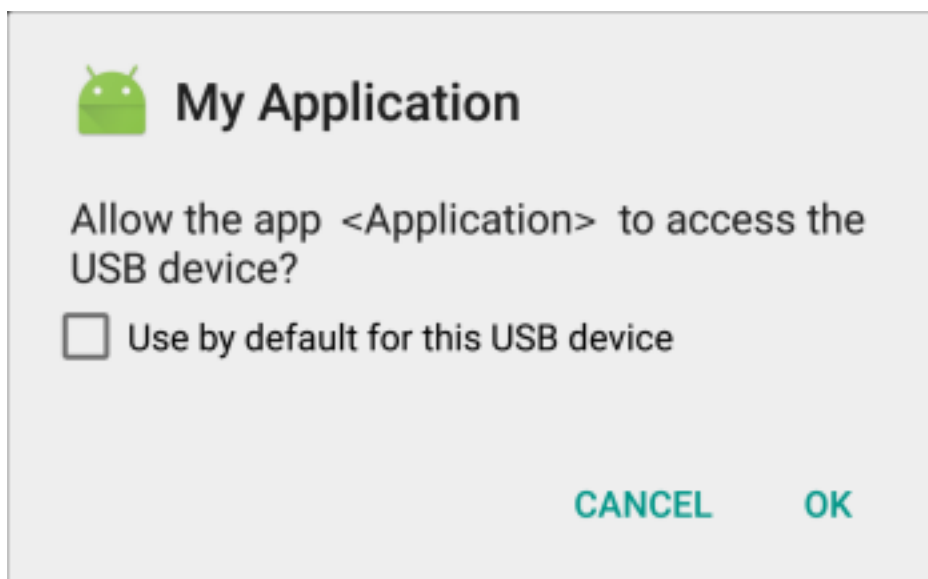 My Application
Allow the app <Application> to access the
USB device?
Use by default for this USB device
CANCEL OK